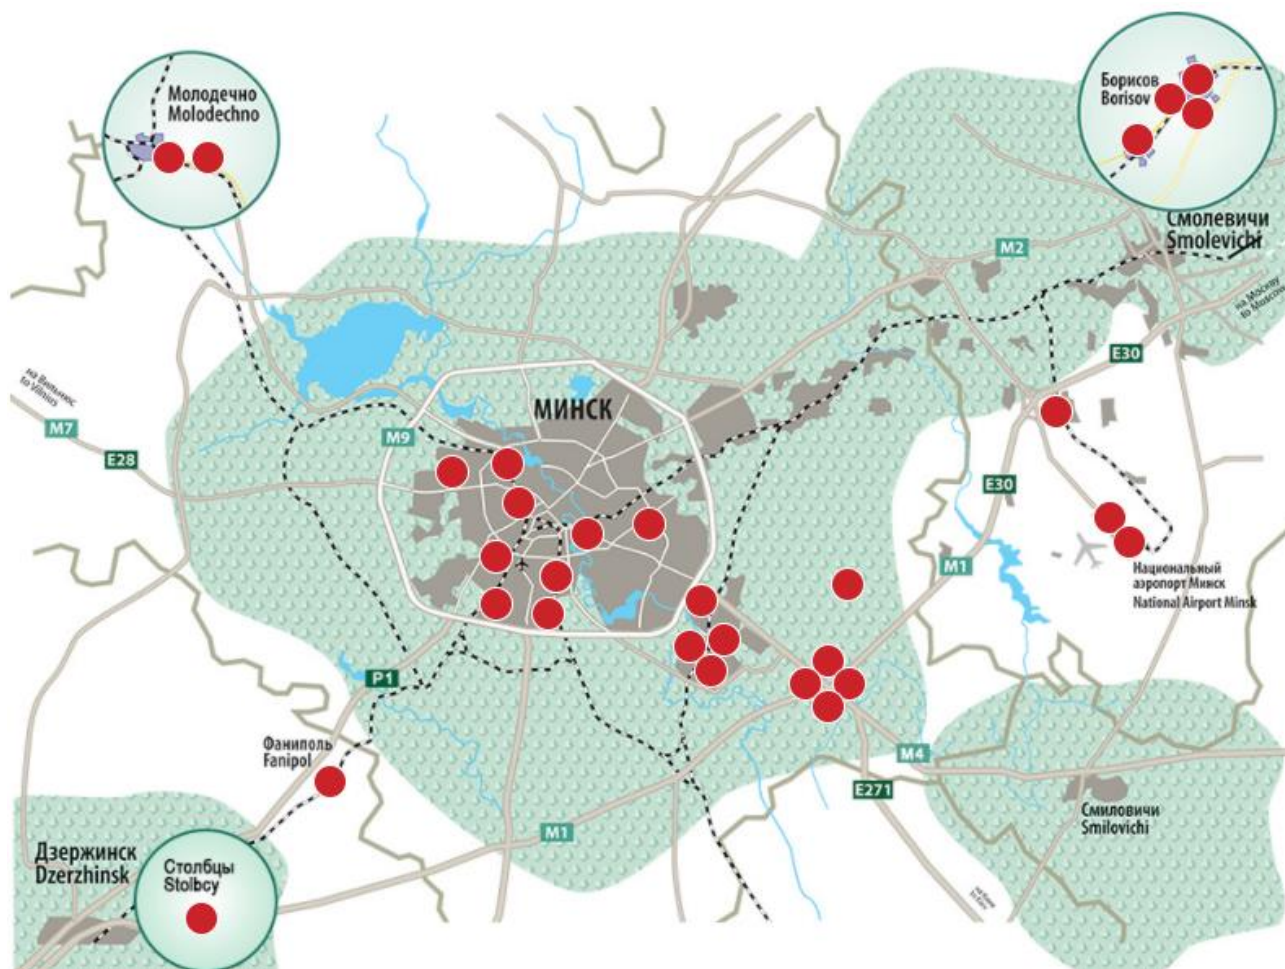 Молодечно
Molodechno
Борисов
Borisov
Смолевичи
Smolevichi
M2
на Москву
to Moscow
E30
на Вильнюс
to Vilnius
МИНСК
M7
M9
E28
E30
M1
Национальный
аэропорт Минск
National Airport Minsk
P1
Фаниполь
Fanipol
M4
E271
Смиловичи
Smilovichi
M1
Дзержинск
Dzerzhinsk
Столбцы
Stolbcy